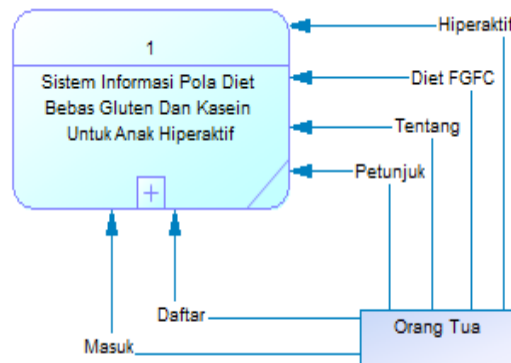 1
Sistem Informasi Pola Diet
Bebas Gluten Dan Kasein
Untuk Anak Hiperaktif
Hiperaktif
Diet FGFC
Tentang
Petunjuk
Daftar
Masuk
Orang Tua